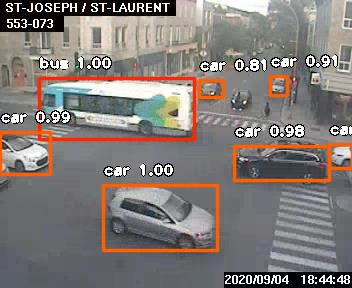 ST-JOSEPH / ST-LAURENT
553-073
bus 1.00
car 0.81
car 0.91
car 0.99
car 0.98
car
car 1.00
2020/09/04 18:44:48